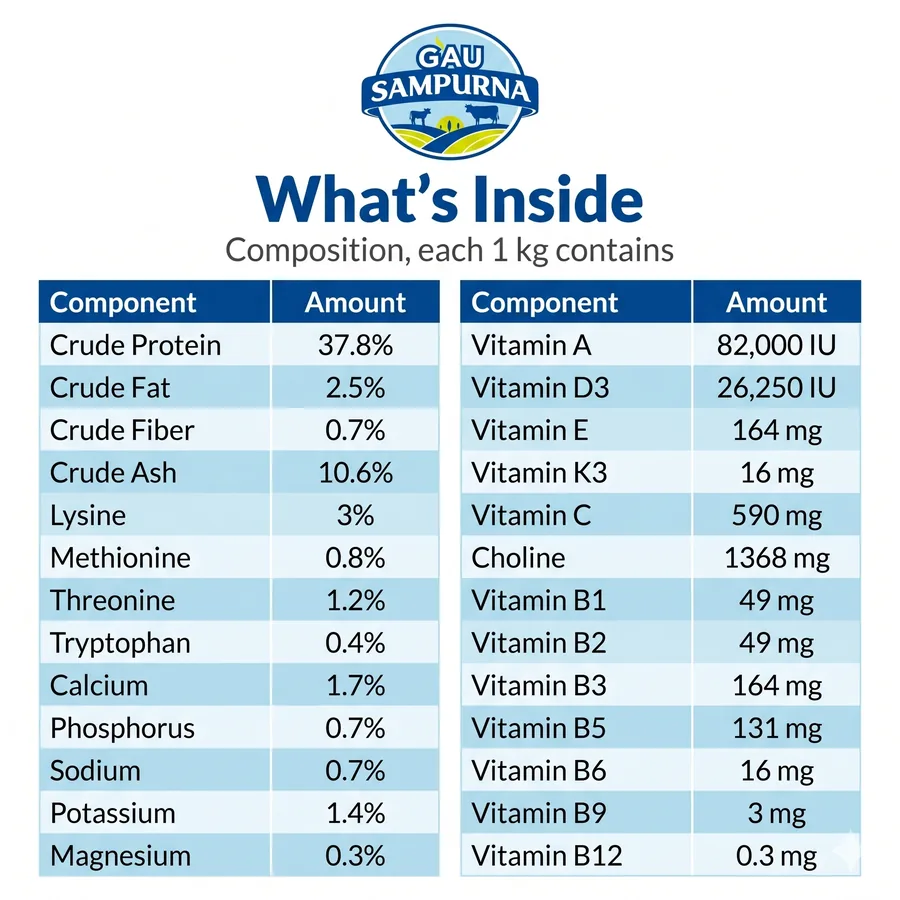 GAU
SAMPURNA
What's Inside
Composition, each 1 kg contains
Component Amount
Crude Protein 37.8%
Crude Fat 2.5%
Crude Fiber 0.7%
Crude Ash 10.6%
Lysine 3%
Methionine 0.8%
Threonine 1.2%
Tryptophan 0.4%
Calcium 1.7%
Phosphorus 0.7%
Sodium 0.7%
Potassium 1.4%
Magnesium 0.3%
Component Amount
Vitamin A 82,000 IU
Vitamin D3 26,250 IU
Vitamin E 164 mg
Vitamin K3 16 mg
Vitamin C 590 mg
Choline 1368 mg
Vitamin B1 49 mg
Vitamin B2 49 mg
Vitamin B3 164 mg
Vitamin B5 131 mg
Vitamin B6 16 mg
Vitamin B9 3 mg
Vitamin B12 0.3 mg